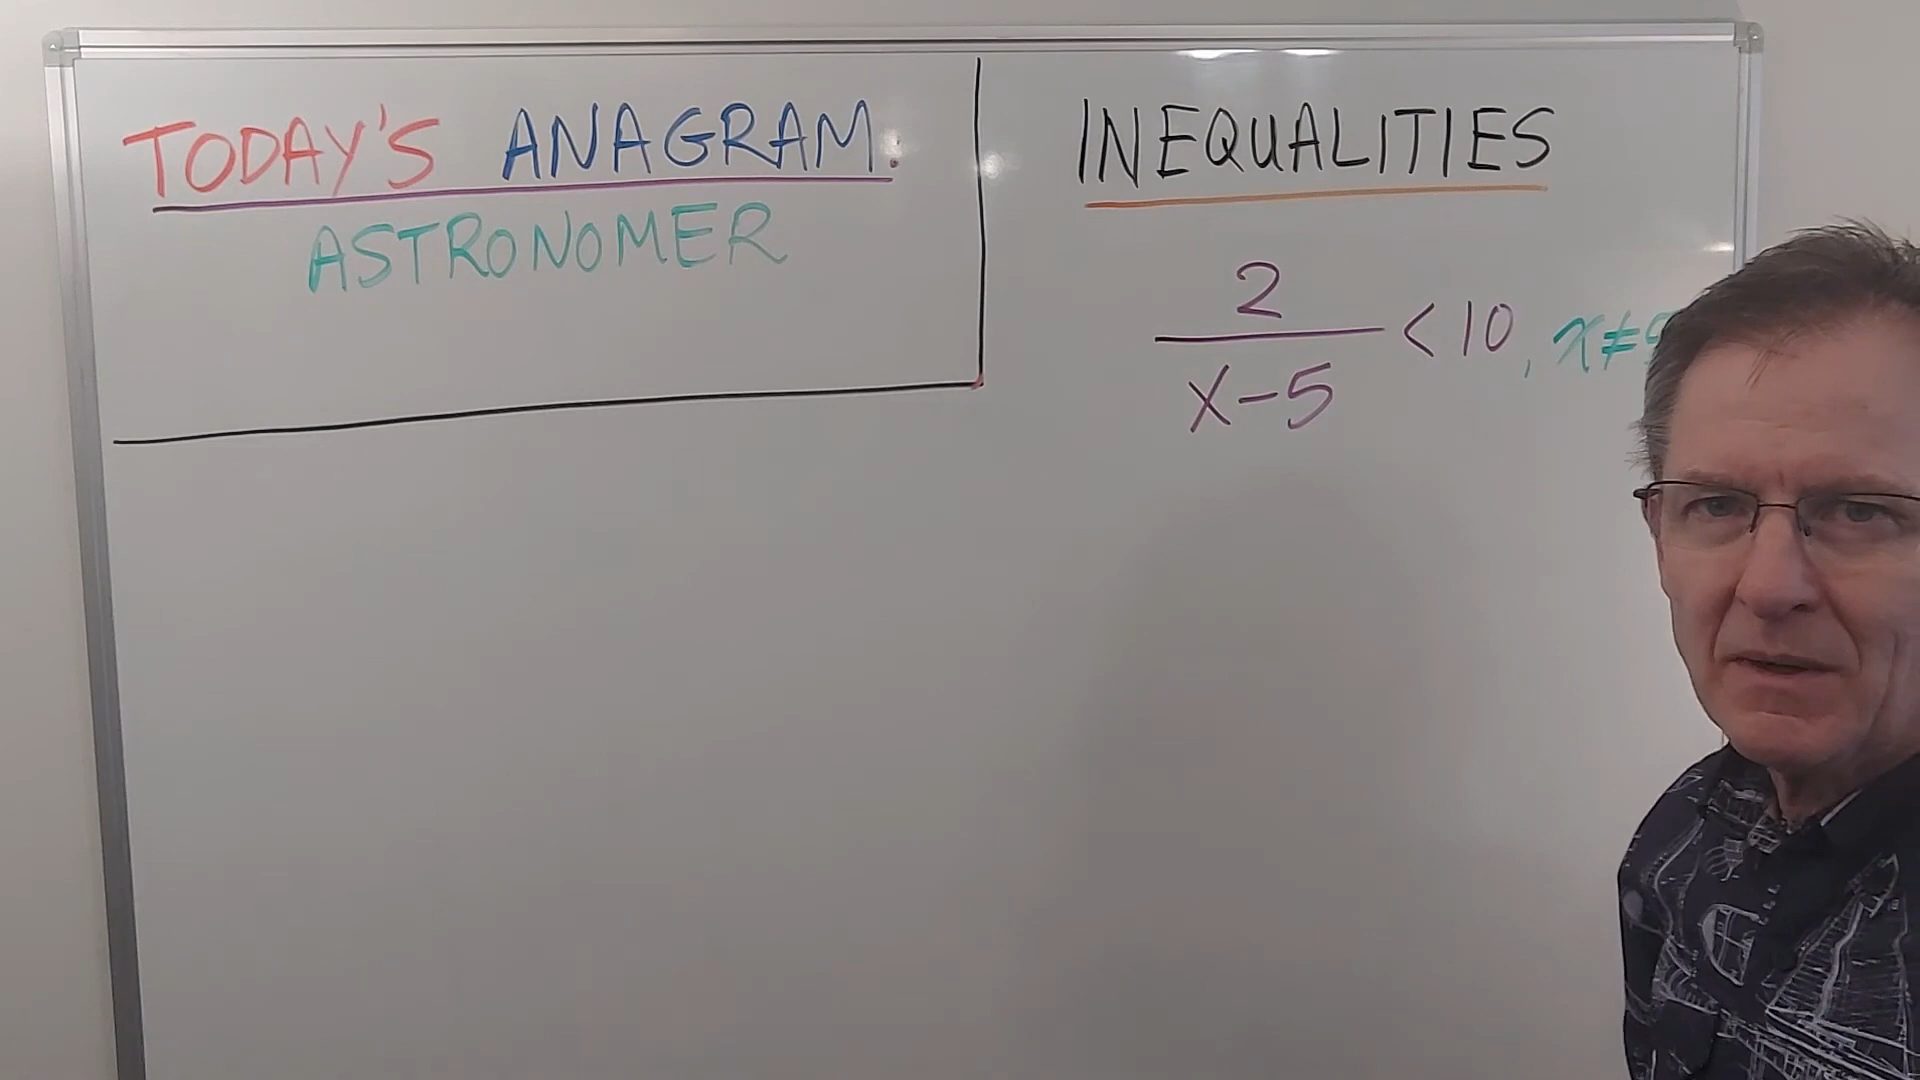 TODAY'S ANAGRAM:
ASTRONOMER
INEQUALITIES
2
x-5
< 10, x≠